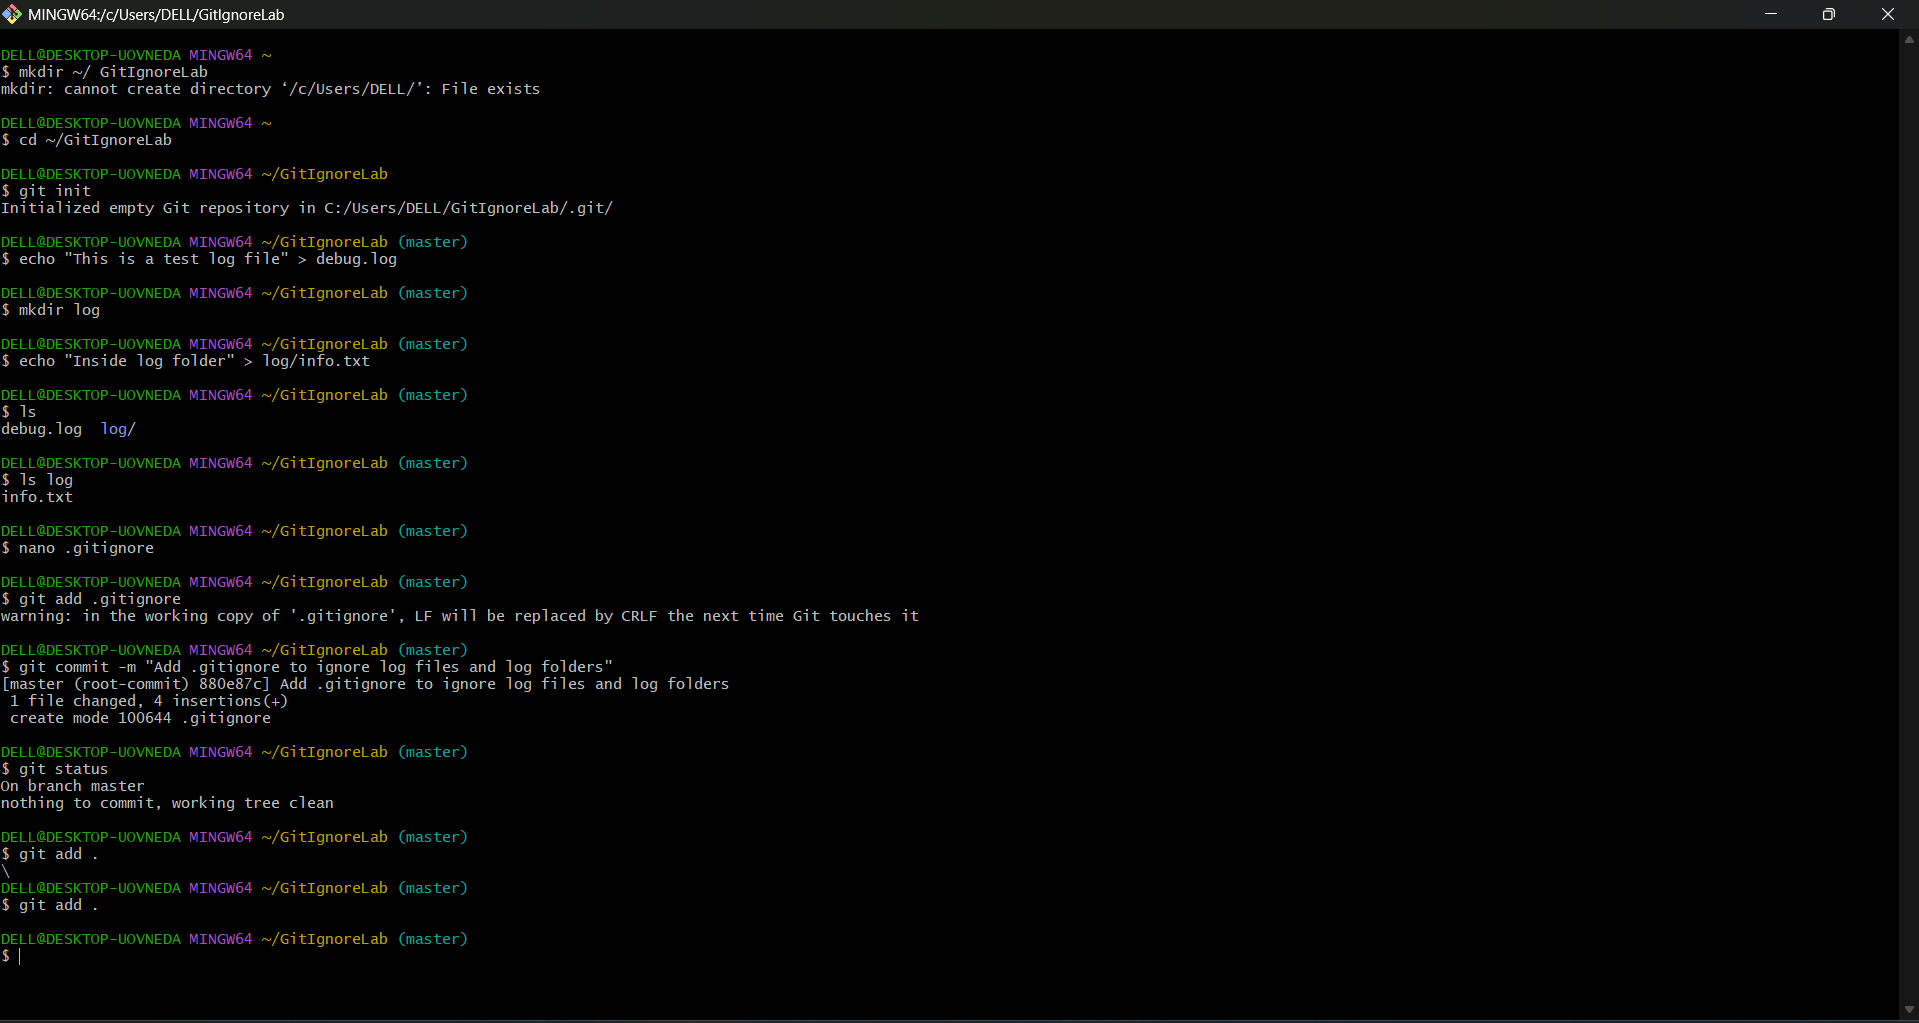 MINGW64:/c/Users/DELL/GitIgnoreLab
DELL@DESKTOP-UOVNEDA MINGW64 ~
$ mkdir ~/ GitIgnoreLab
mkdir: cannot create directory ‘/c/Users/DELL/’: File exists
DELL@DESKTOP-UOVNEDA MINGW64 ~
$ cd ~/GitIgnoreLab
DELL@DESKTOP-UOVNEDA MINGW64 ~/GitIgnoreLab
$ git init
Initialized empty Git repository in C:/Users/DELL/GitIgnoreLab/.git/
DELL@DESKTOP-UOVNEDA MINGW64 ~/GitIgnoreLab (master)
$ echo "This is a test log file" > debug.log
DELL@DESKTOP-UOVNEDA MINGW64 ~/GitIgnoreLab (master)
$ mkdir log
DELL@DESKTOP-UOVNEDA MINGW64 ~/GitIgnoreLab (master)
$ echo "Inside log folder" > log/info.txt
DELL@DESKTOP-UOVNEDA MINGW64 ~/GitIgnoreLab (master)
$ ls
debug.log  log/
DELL@DESKTOP-UOVNEDA MINGW64 ~/GitIgnoreLab (master)
$ ls log
info.txt
DELL@DESKTOP-UOVNEDA MINGW64 ~/GitIgnoreLab (master)
$ nano .gitignore
DELL@DESKTOP-UOVNEDA MINGW64 ~/GitIgnoreLab (master)
$ git add .gitignore
warning: in the working copy of '.gitignore', LF will be replaced by CRLF the next time Git touches it
DELL@DESKTOP-UOVNEDA MINGW64 ~/GitIgnoreLab (master)
$ git commit -m "Add .gitignore to ignore log files and log folders"
[master (root-commit) 880e87c] Add .gitignore to ignore log files and log folders
 1 file changed, 4 insertions(+)
 create mode 100644 .gitignore
DELL@DESKTOP-UOVNEDA MINGW64 ~/GitIgnoreLab (master)
$ git status
On branch master
nothing to commit, working tree clean
DELL@DESKTOP-UOVNEDA MINGW64 ~/GitIgnoreLab (master)
$ git add .
\
DELL@DESKTOP-UOVNEDA MINGW64 ~/GitIgnoreLab (master)
$ git add .
DELL@DESKTOP-UOVNEDA MINGW64 ~/GitIgnoreLab (master)
$